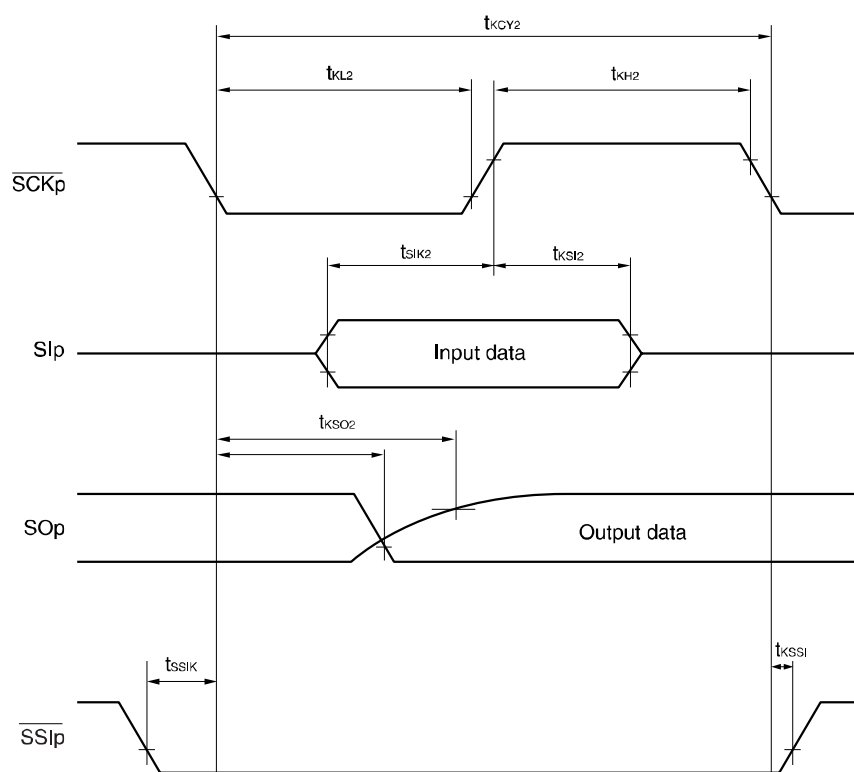 tKCY2
tKL2
tKH2
SCKp
tSIK2
tKSI2
SIp
Input data
tKSO2
SOp
Output data
tSSIK
tKSSI
SSIp